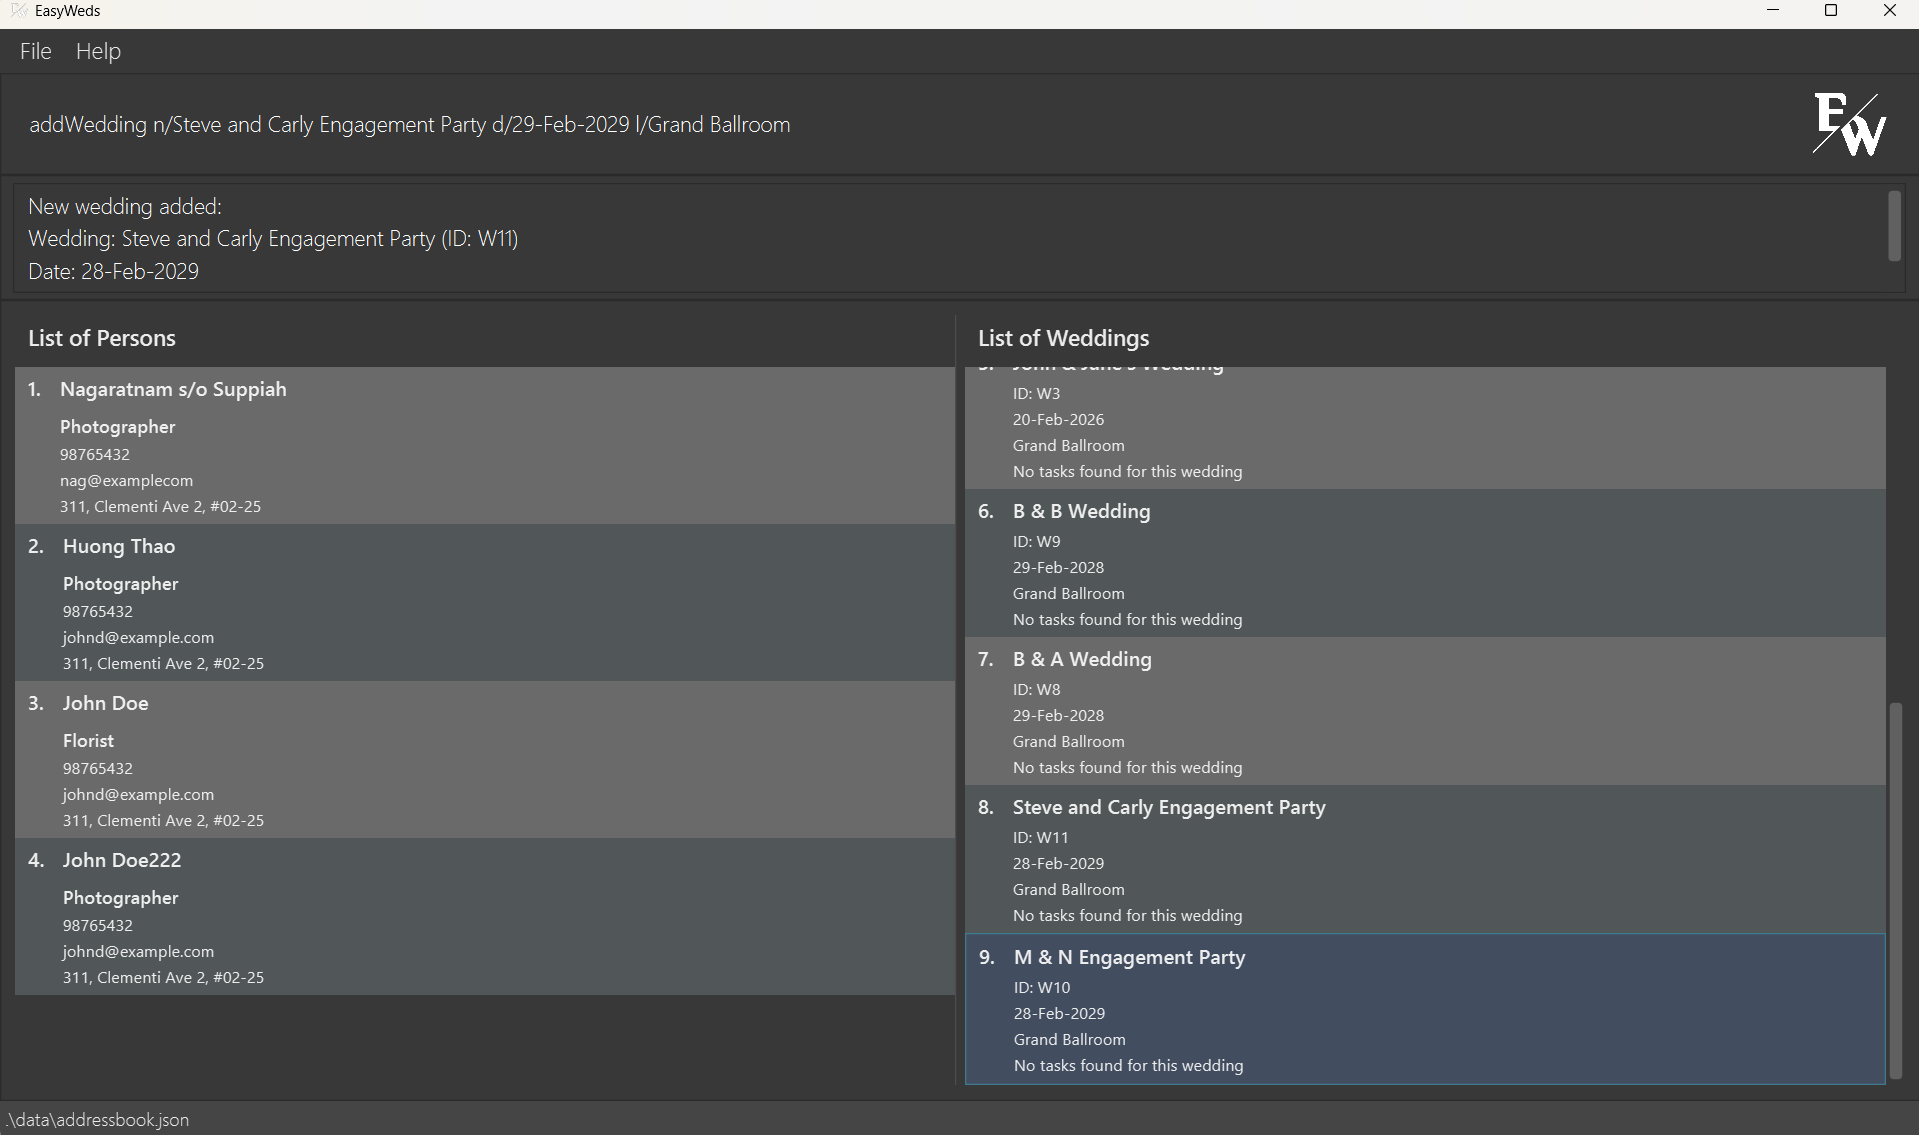 EasyWeds
File Help
addWedding n/Steve and Carly Engagement Party d/29-Feb-2029 l/Grand Ballroom
EW
New wedding added:
Wedding: Steve and Carly Engagement Party (ID: W11)
Date: 28-Feb-2029
List of Persons
1. Nagaratnam s/o Suppiah
Photographer
98765432
nag@examplecom
311, Clementi Ave 2, #02-25
2. Huong Thao
Photographer
98765432
johnd@example.com
311, Clementi Ave 2, #02-25
3. John Doe
Florist
98765432
johnd@example.com
311, Clementi Ave 2, #02-25
4. John Doe222
Photographer
98765432
johnd@example.com
311, Clementi Ave 2, #02-25
List of Weddings
5. John & Jane's Wedding
ID: W3
20-Feb-2026
Grand Ballroom
No tasks found for this wedding
6. B & B Wedding
ID: W9
29-Feb-2028
Grand Ballroom
No tasks found for this wedding
7. B & A Wedding
ID: W8
29-Feb-2028
Grand Ballroom
No tasks found for this wedding
8. Steve and Carly Engagement Party
ID: W11
28-Feb-2029
Grand Ballroom
No tasks found for this wedding
9. M & N Engagement Party
ID: W10
28-Feb-2029
Grand Ballroom
No tasks found for this wedding
.\data\addressbook.json